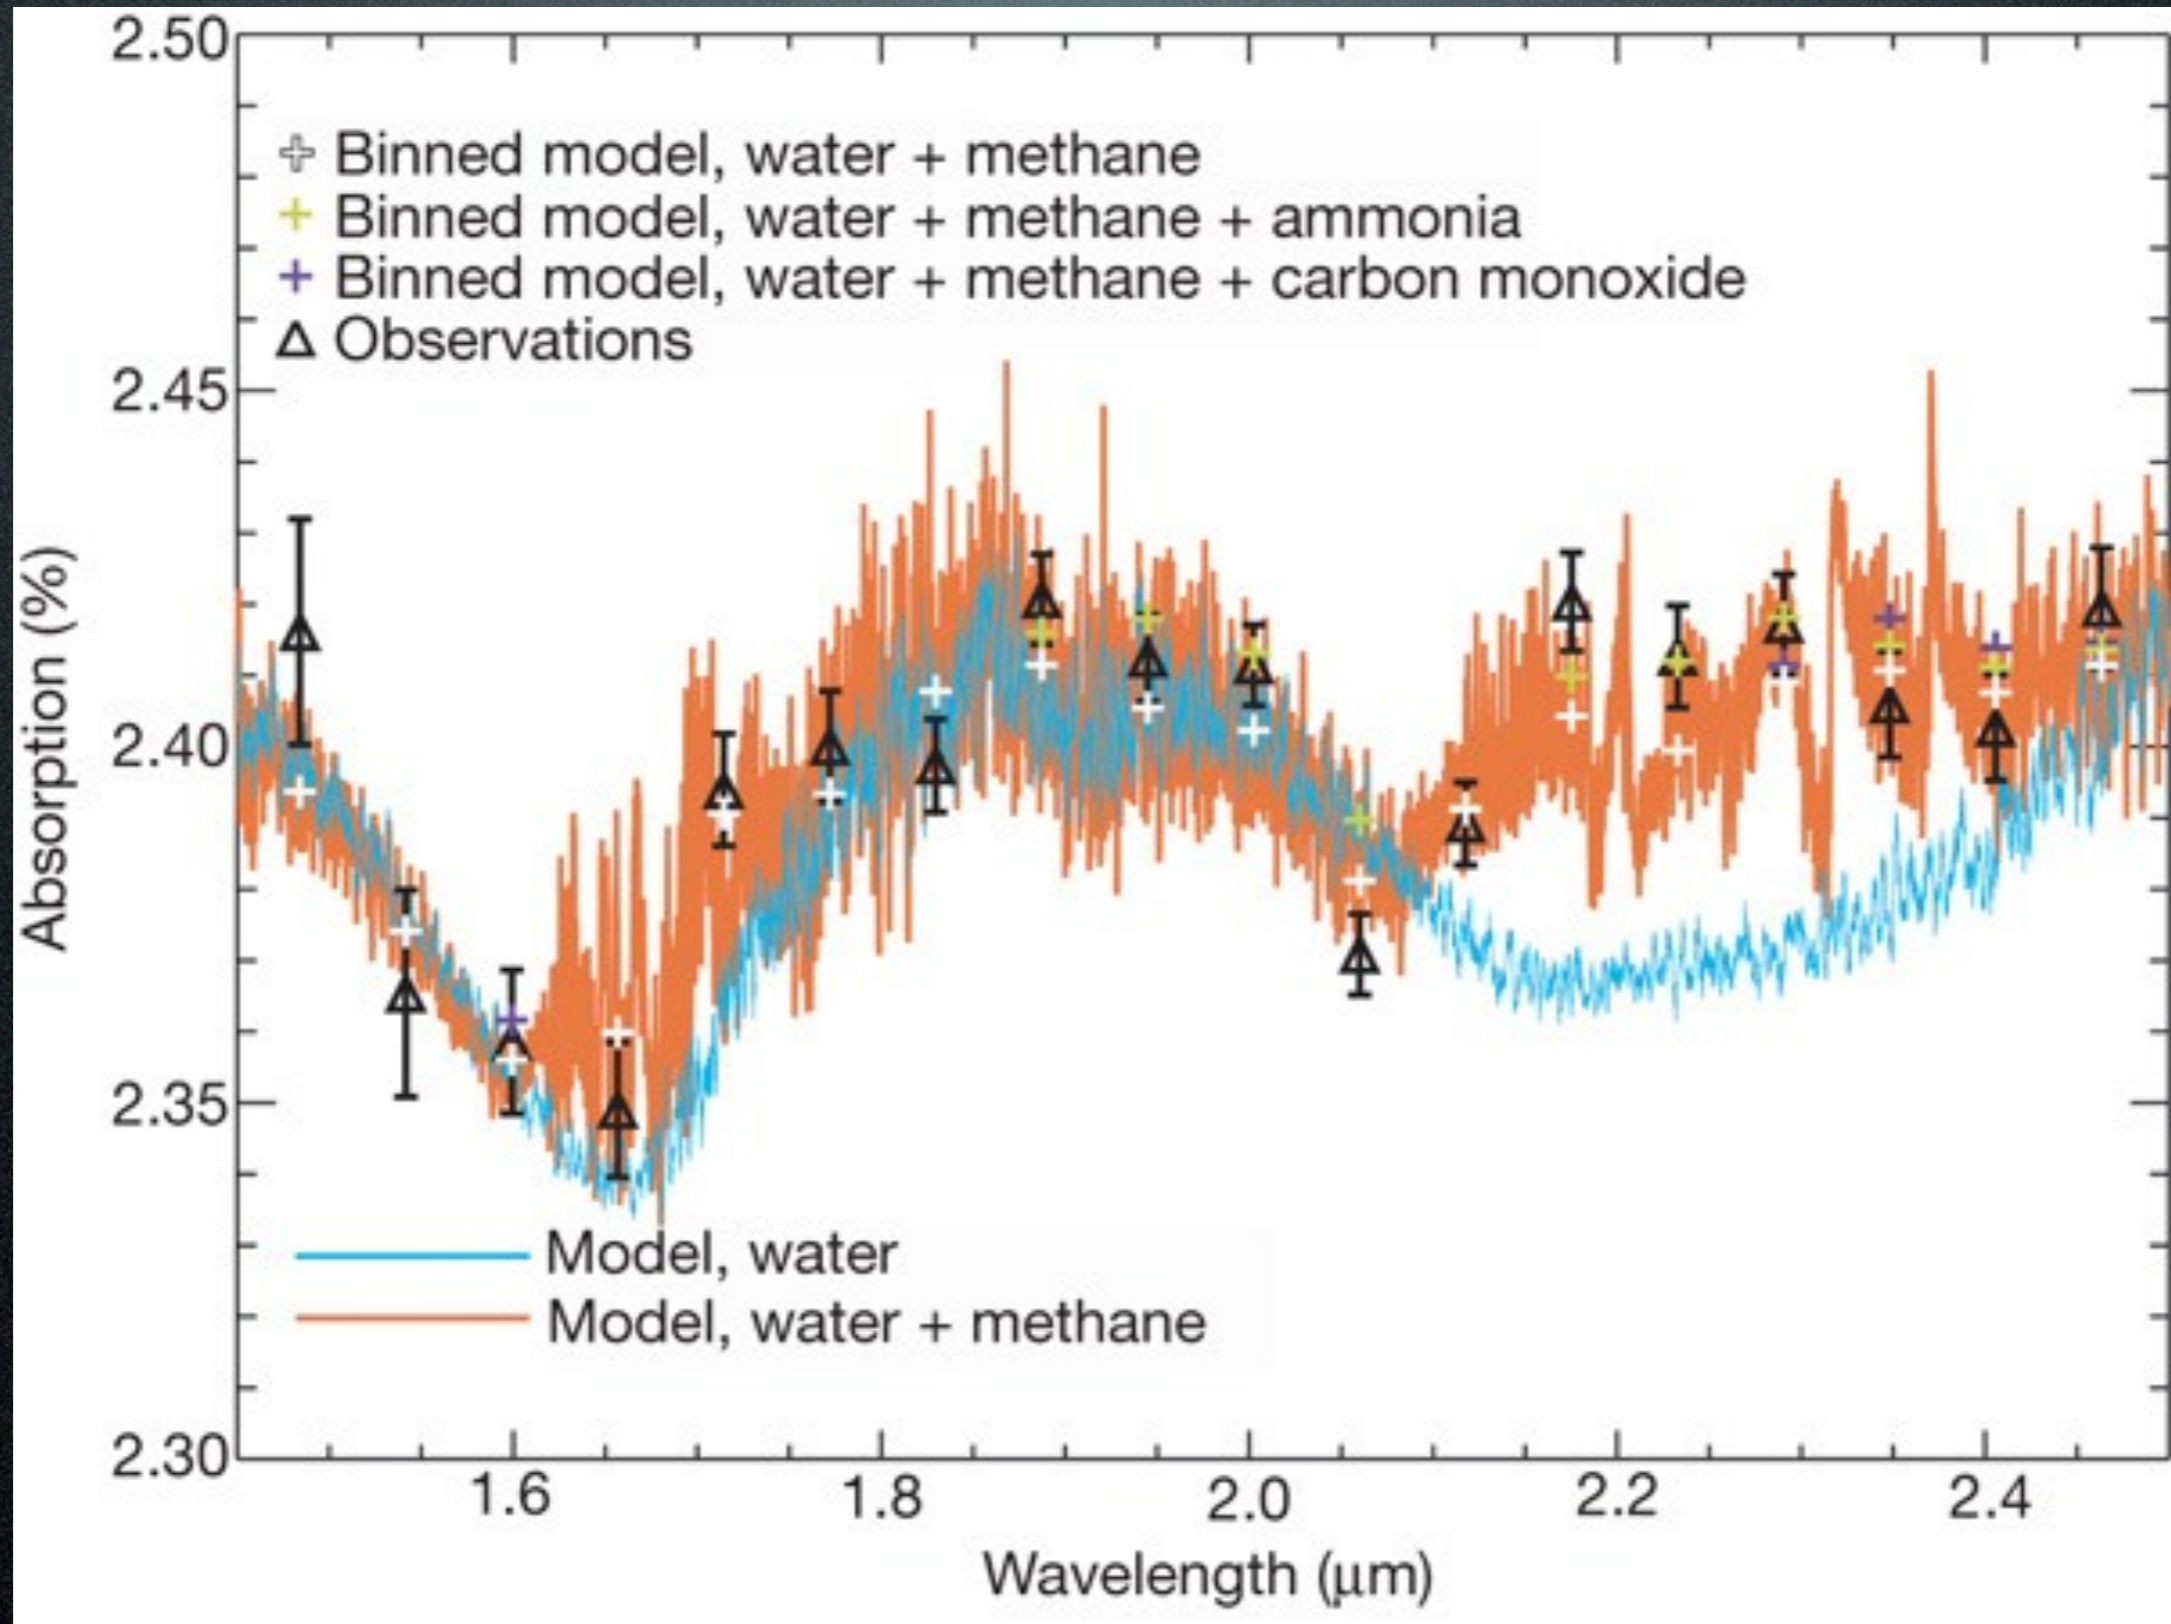 2.50
Binned model, water + methane
Binned model, water + methane + ammonia
Binned model, water + methane + carbon monoxide
Observations
2.45
2.40
2.35
2.30
Absorption (%)
Model, water
Model, water + methane
1.6 1.8 2.0 2.2 2.4
Wavelength (μm)